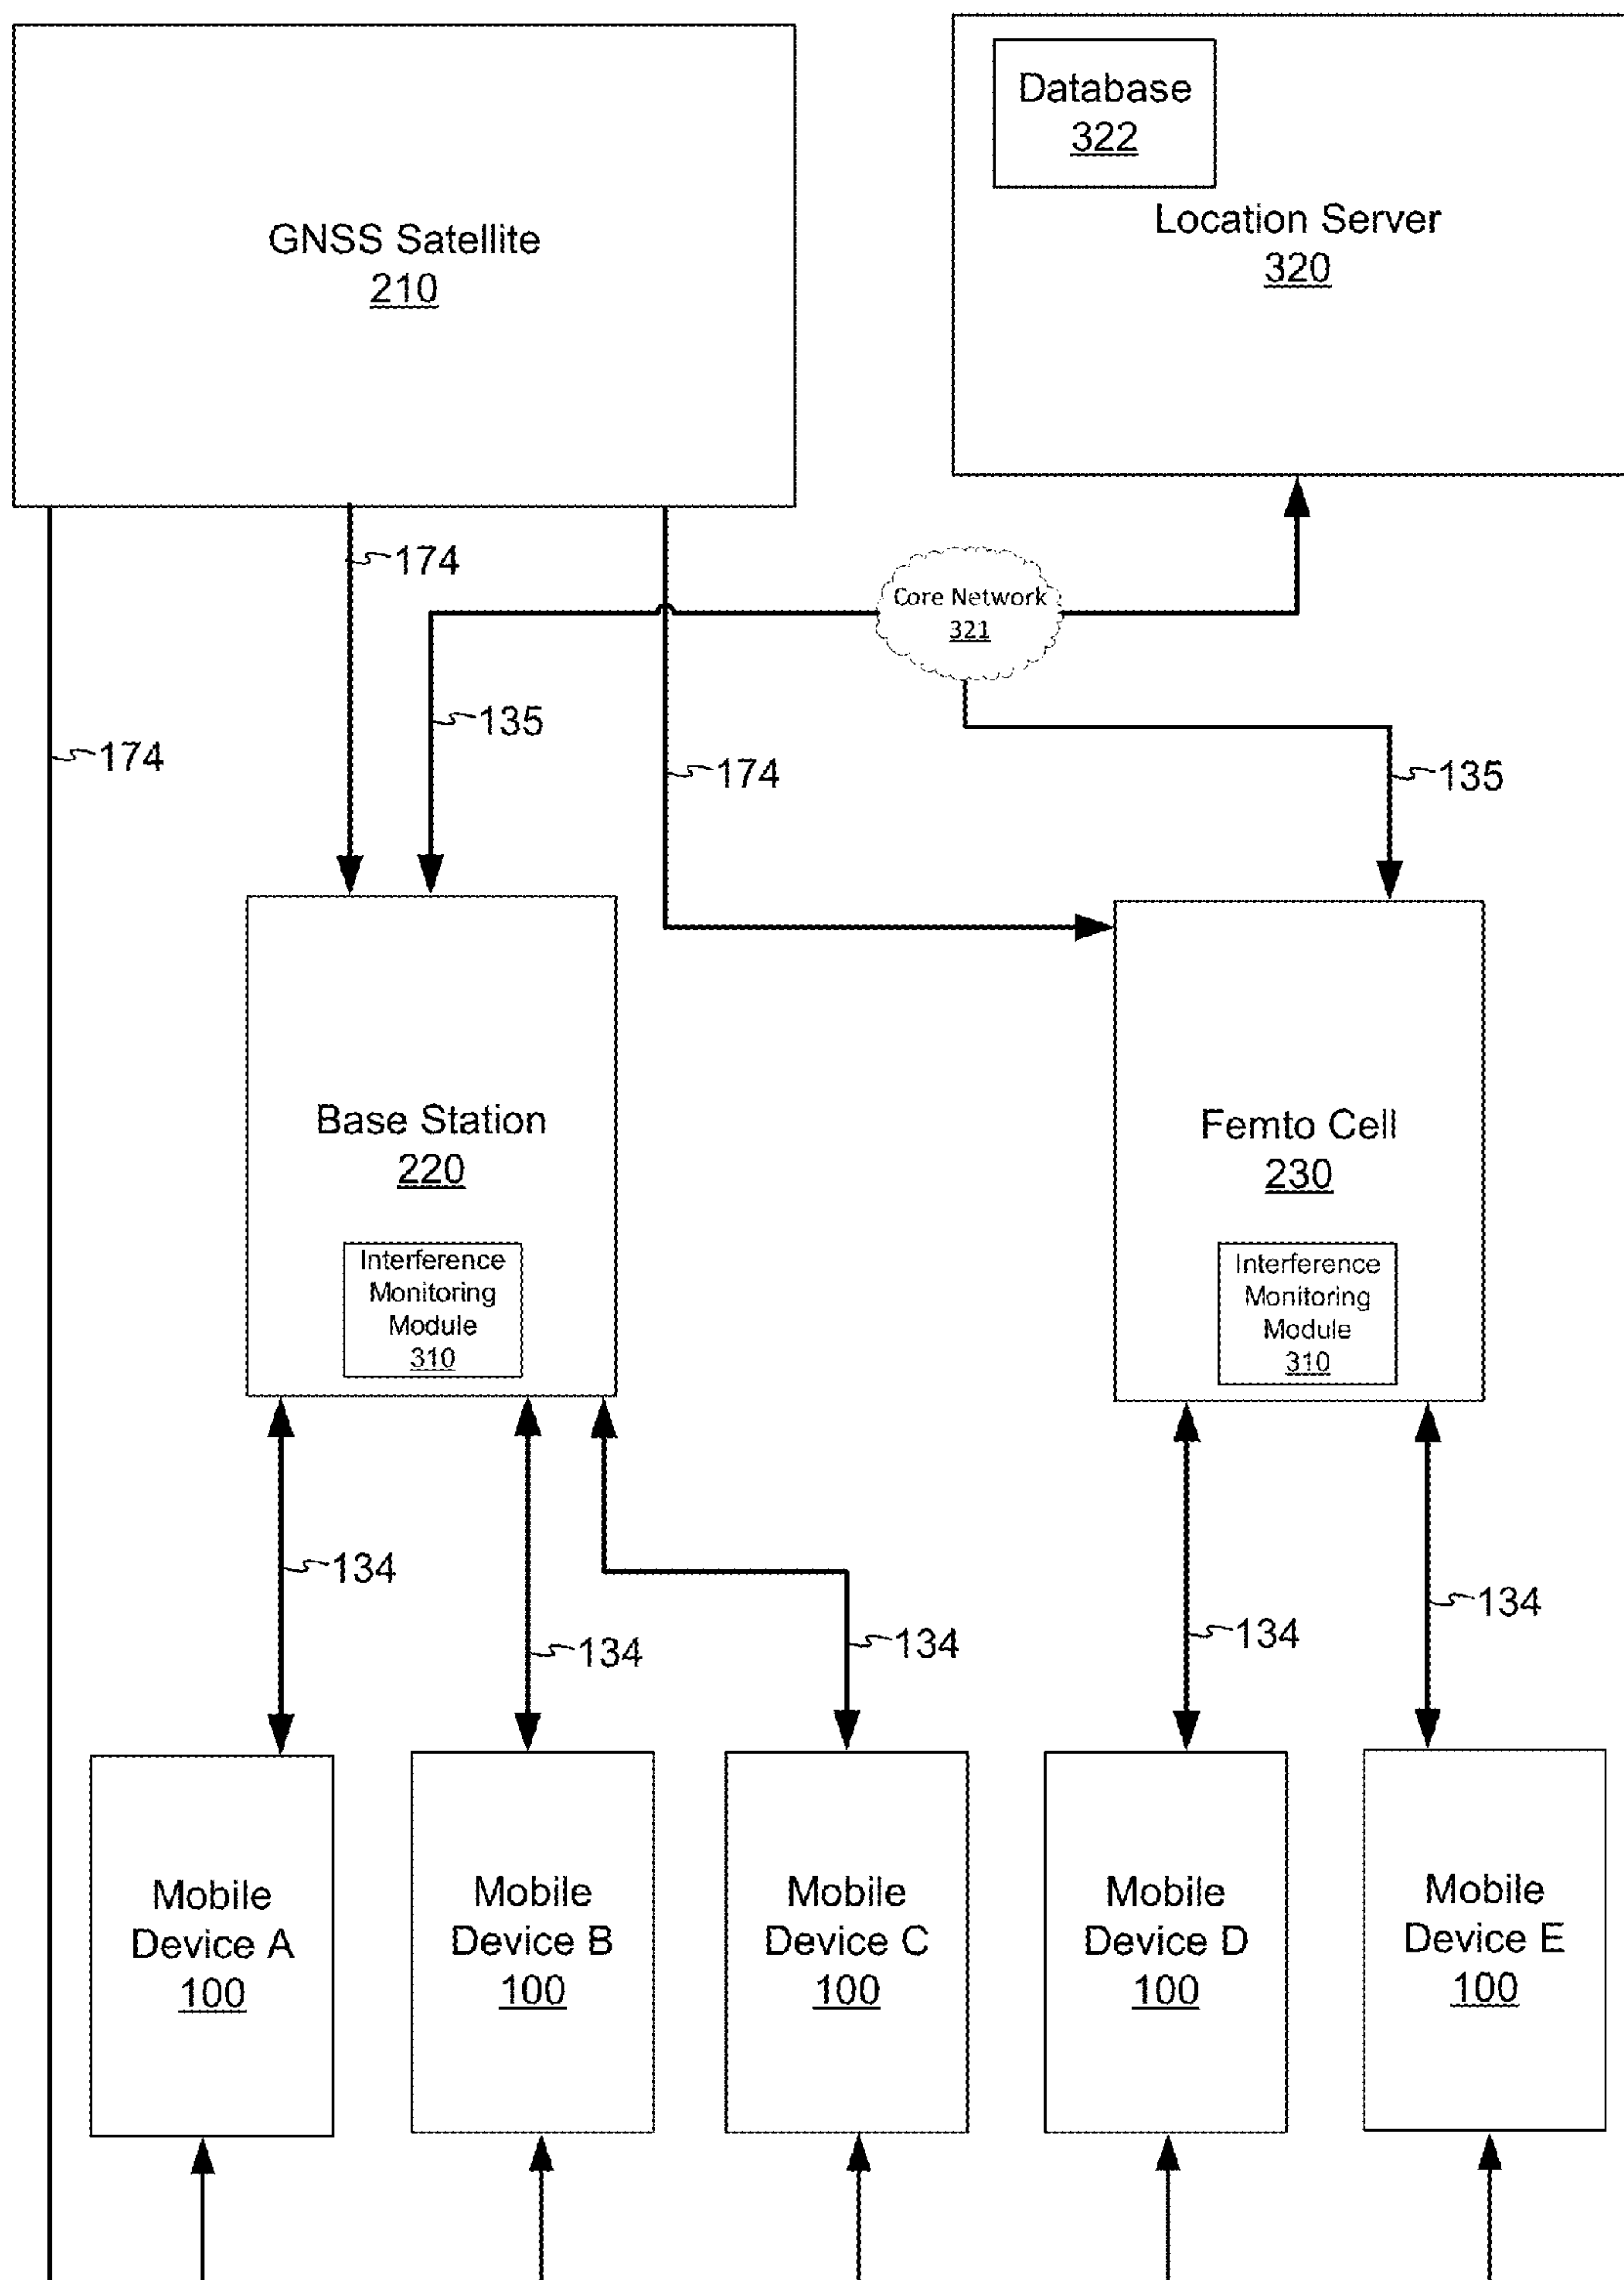 GNSS Satellite
210
Database
322
Location Server
320
174
Core Network
321
135
174
174
135
Base Station
220
Interference
Monitoring
Module
310
Femto Cell
230
Interference
Monitoring
Module
310
134
134
134
134
134
Mobile
Device A
100
Mobile
Device B
100
Mobile
Device C
100
Mobile
Device D
100
Mobile
Device E
100